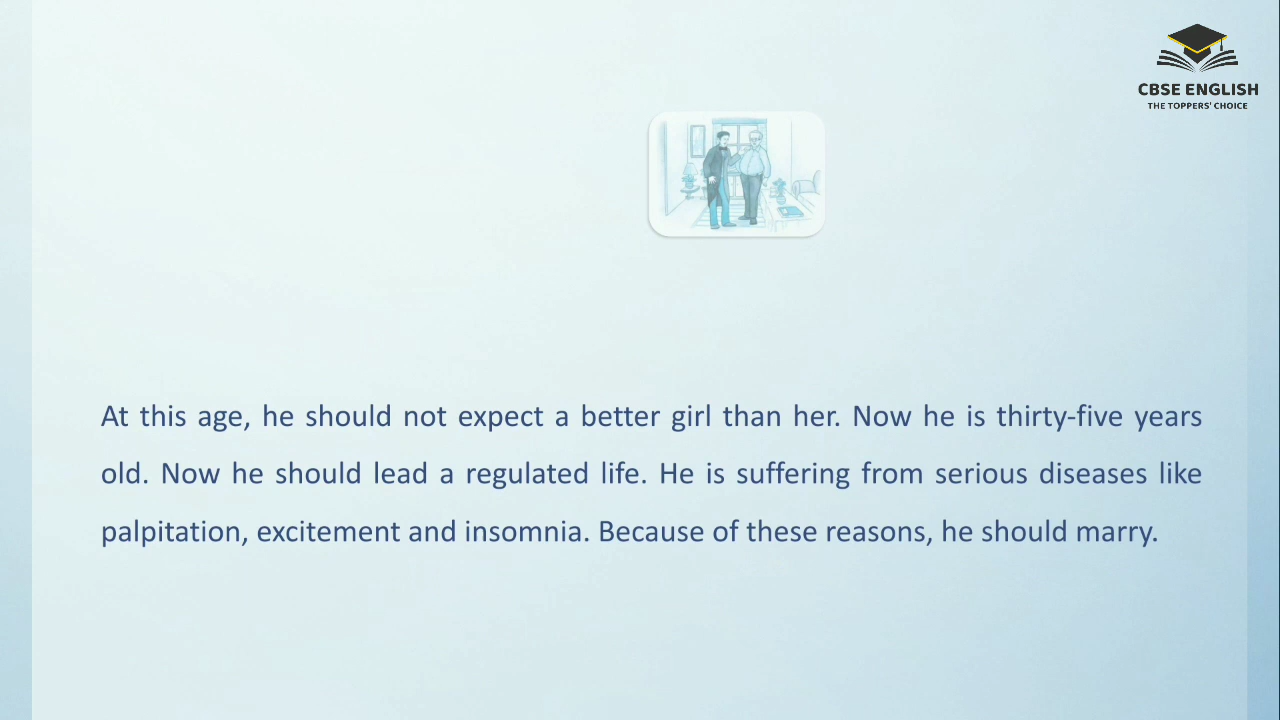 CBSE ENGLISH
THE TOPPERS' CHOICE
At this age, he should not expect a better girl than her. Now he is thirty-five years
old. Now he should lead a regulated life. He is suffering from serious diseases like
palpitation, excitement and insomnia. Because of these reasons, he should marry.